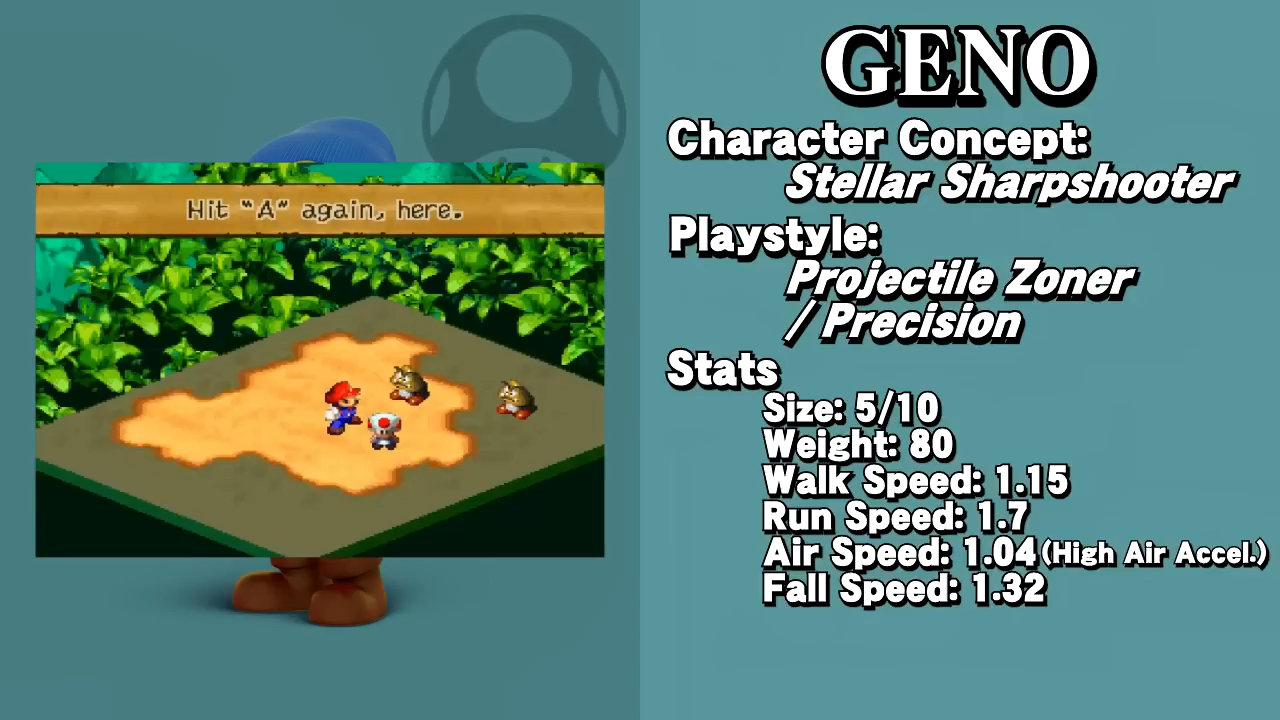 Hit "A" again, here.
GENO
Character Concept:
Stellar Sharpshooter
Playstyle:
Projectile Zoner
/ Precision
Stats
Size: 5/10
Weight: 80
Walk Speed: 1.15
Run Speed: 1.7
Air Speed: 1.04 (High Air Accel.)
Fall Speed: 1.32